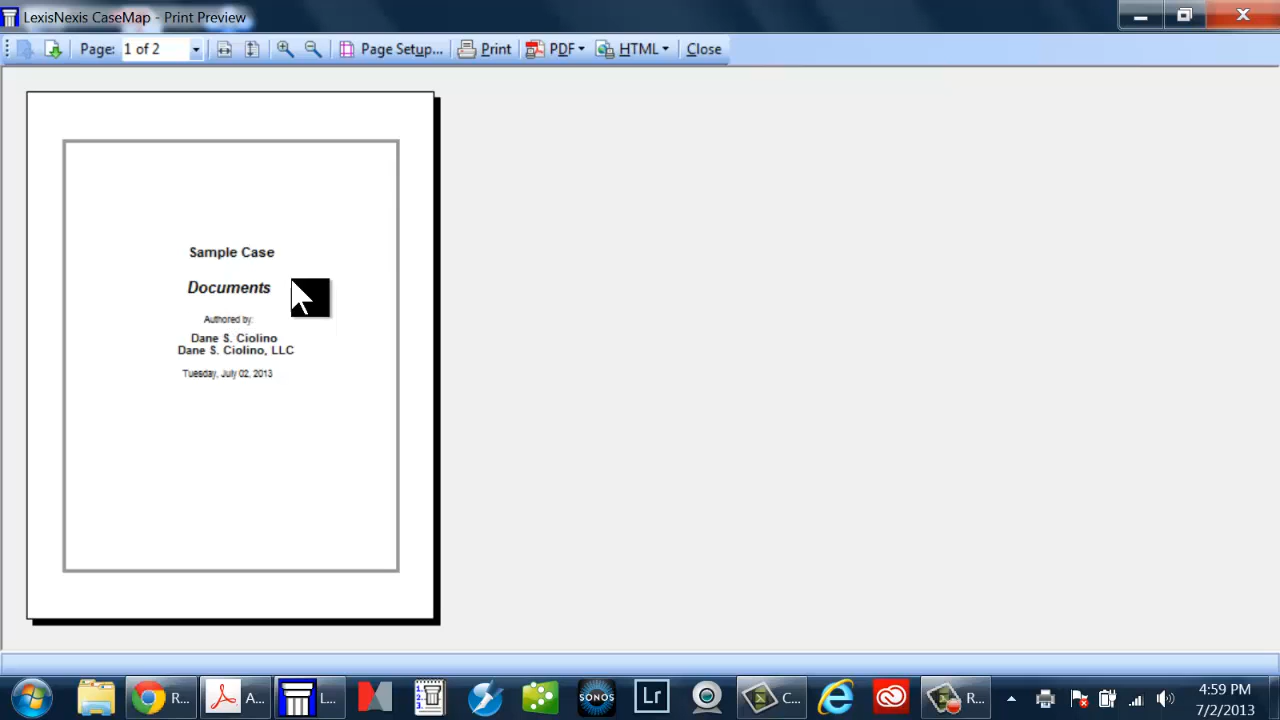 LexisNexis CaseMap - Print Preview
Page: 1 of 2 Page Setup... Print PDF HTML Close
Sample Case
Documents
Authored by:
Dane S. Ciolino
Dane S. Ciolino, LLC
Tuesday, July 02, 2013
R... A... L... SONOS Lr C... R... 4:59 PM
7/2/2013